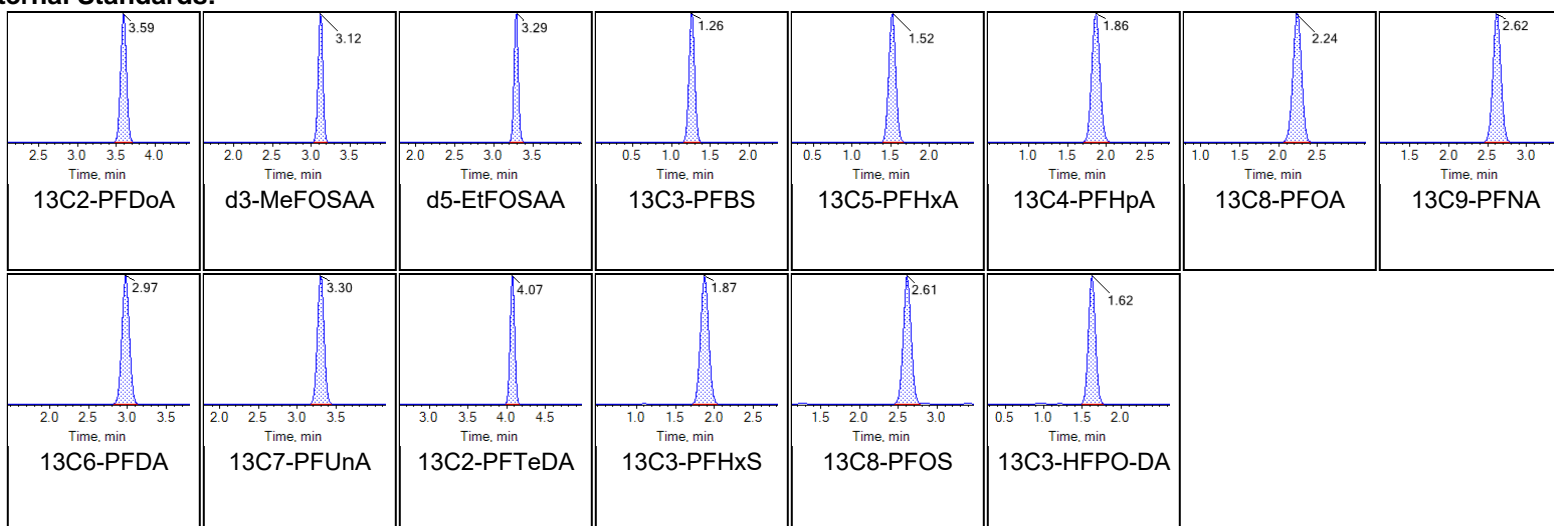 ternal Standards:
3.59 3.12 3.29 1.26 1.52 1.86 2.24 2.62
2.5 3.0 3.5 4.0 2.0 2.5 3.0 3.5 2.0 2.5 3.0 3.5 0.5 1.0 1.5 2.0 0.5 1.0 1.5 2.0 1.0 1.5 2.0 2.5 1.0 1.5 2.0 2.5 1.5 2.0 2.5 3.0
Time, min Time, min Time, min Time, min Time, min Time, min Time, min Time, min
13C2-PFDoA d3-MeFOSAA d5-EtFOSAA 13C3-PFBS 13C5-PFHxA 13C4-PFHpA 13C8-PFOA 13C9-PFNA
2.97 3.30 4.07 1.87 2.61 1.62
2.0 2.5 3.0 3.5 2.0 2.5 3.0 3.5 3.0 3.5 4.0 4.5 1.0 1.5 2.0 2.5 1.5 2.0 2.5 3.0 0.5 1.0 1.5 2.0
Time, min Time, min Time, min Time, min Time, min Time, min
13C6-PFDA 13C7-PFUnA 13C2-PFTeDA 13C3-PFHxS 13C8-PFOS 13C3-HFPO-DA